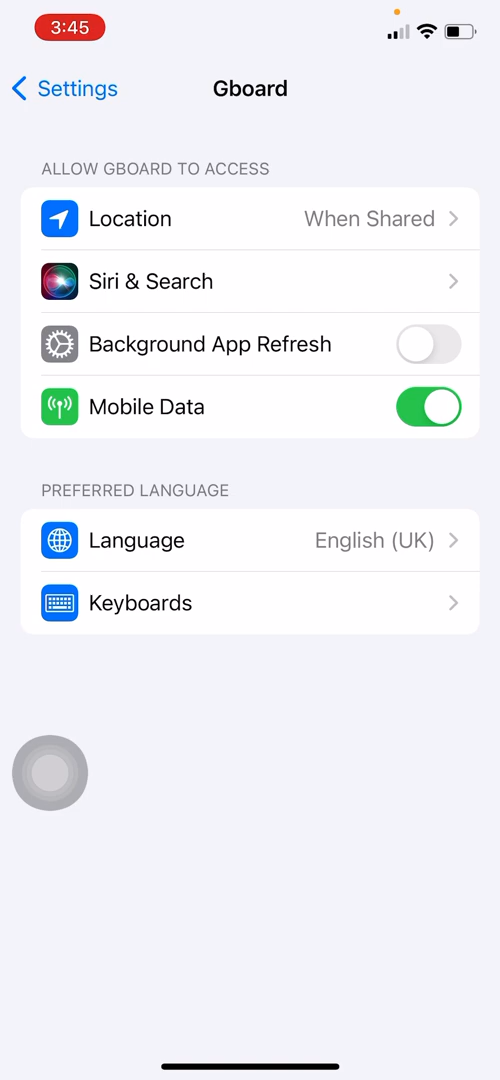 3:45
Settings
Gboard
ALLOW GBOARD TO ACCESS
Location When Shared
Siri & Search
Background App Refresh
Mobile Data
PREFERRED LANGUAGE
Language English (UK)
Keyboards